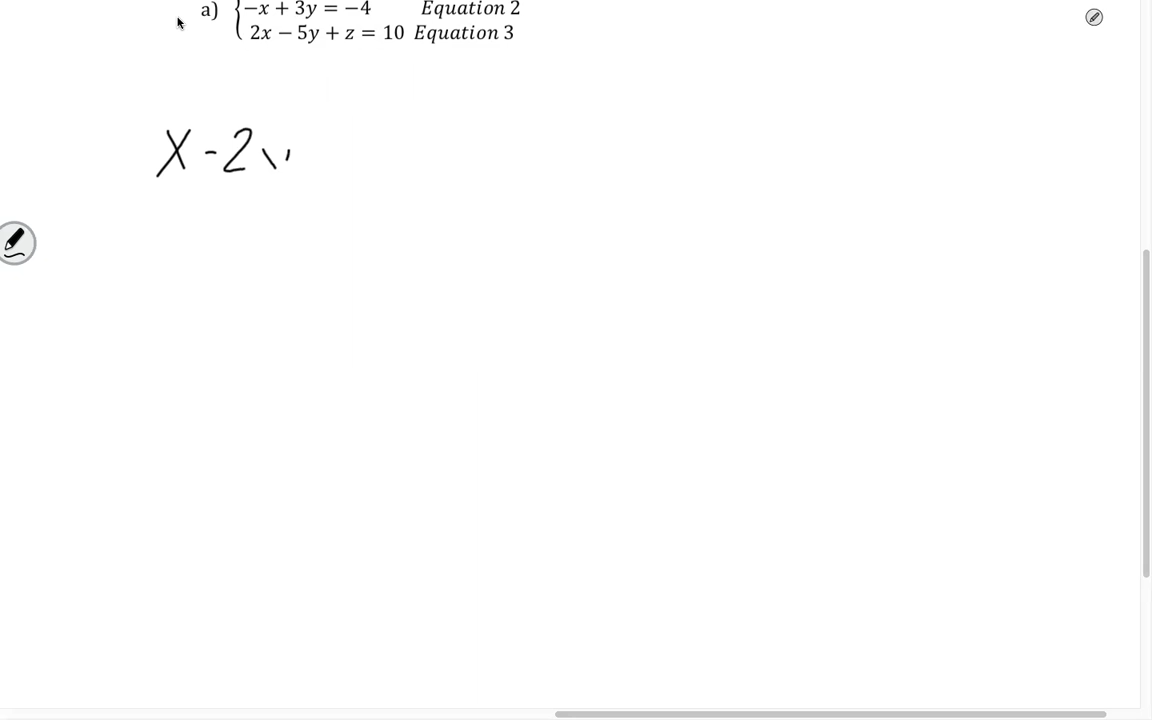 a) −x + 3y = −4 Equation 2
2x − 5y + z = 10 Equation 3
X - 2